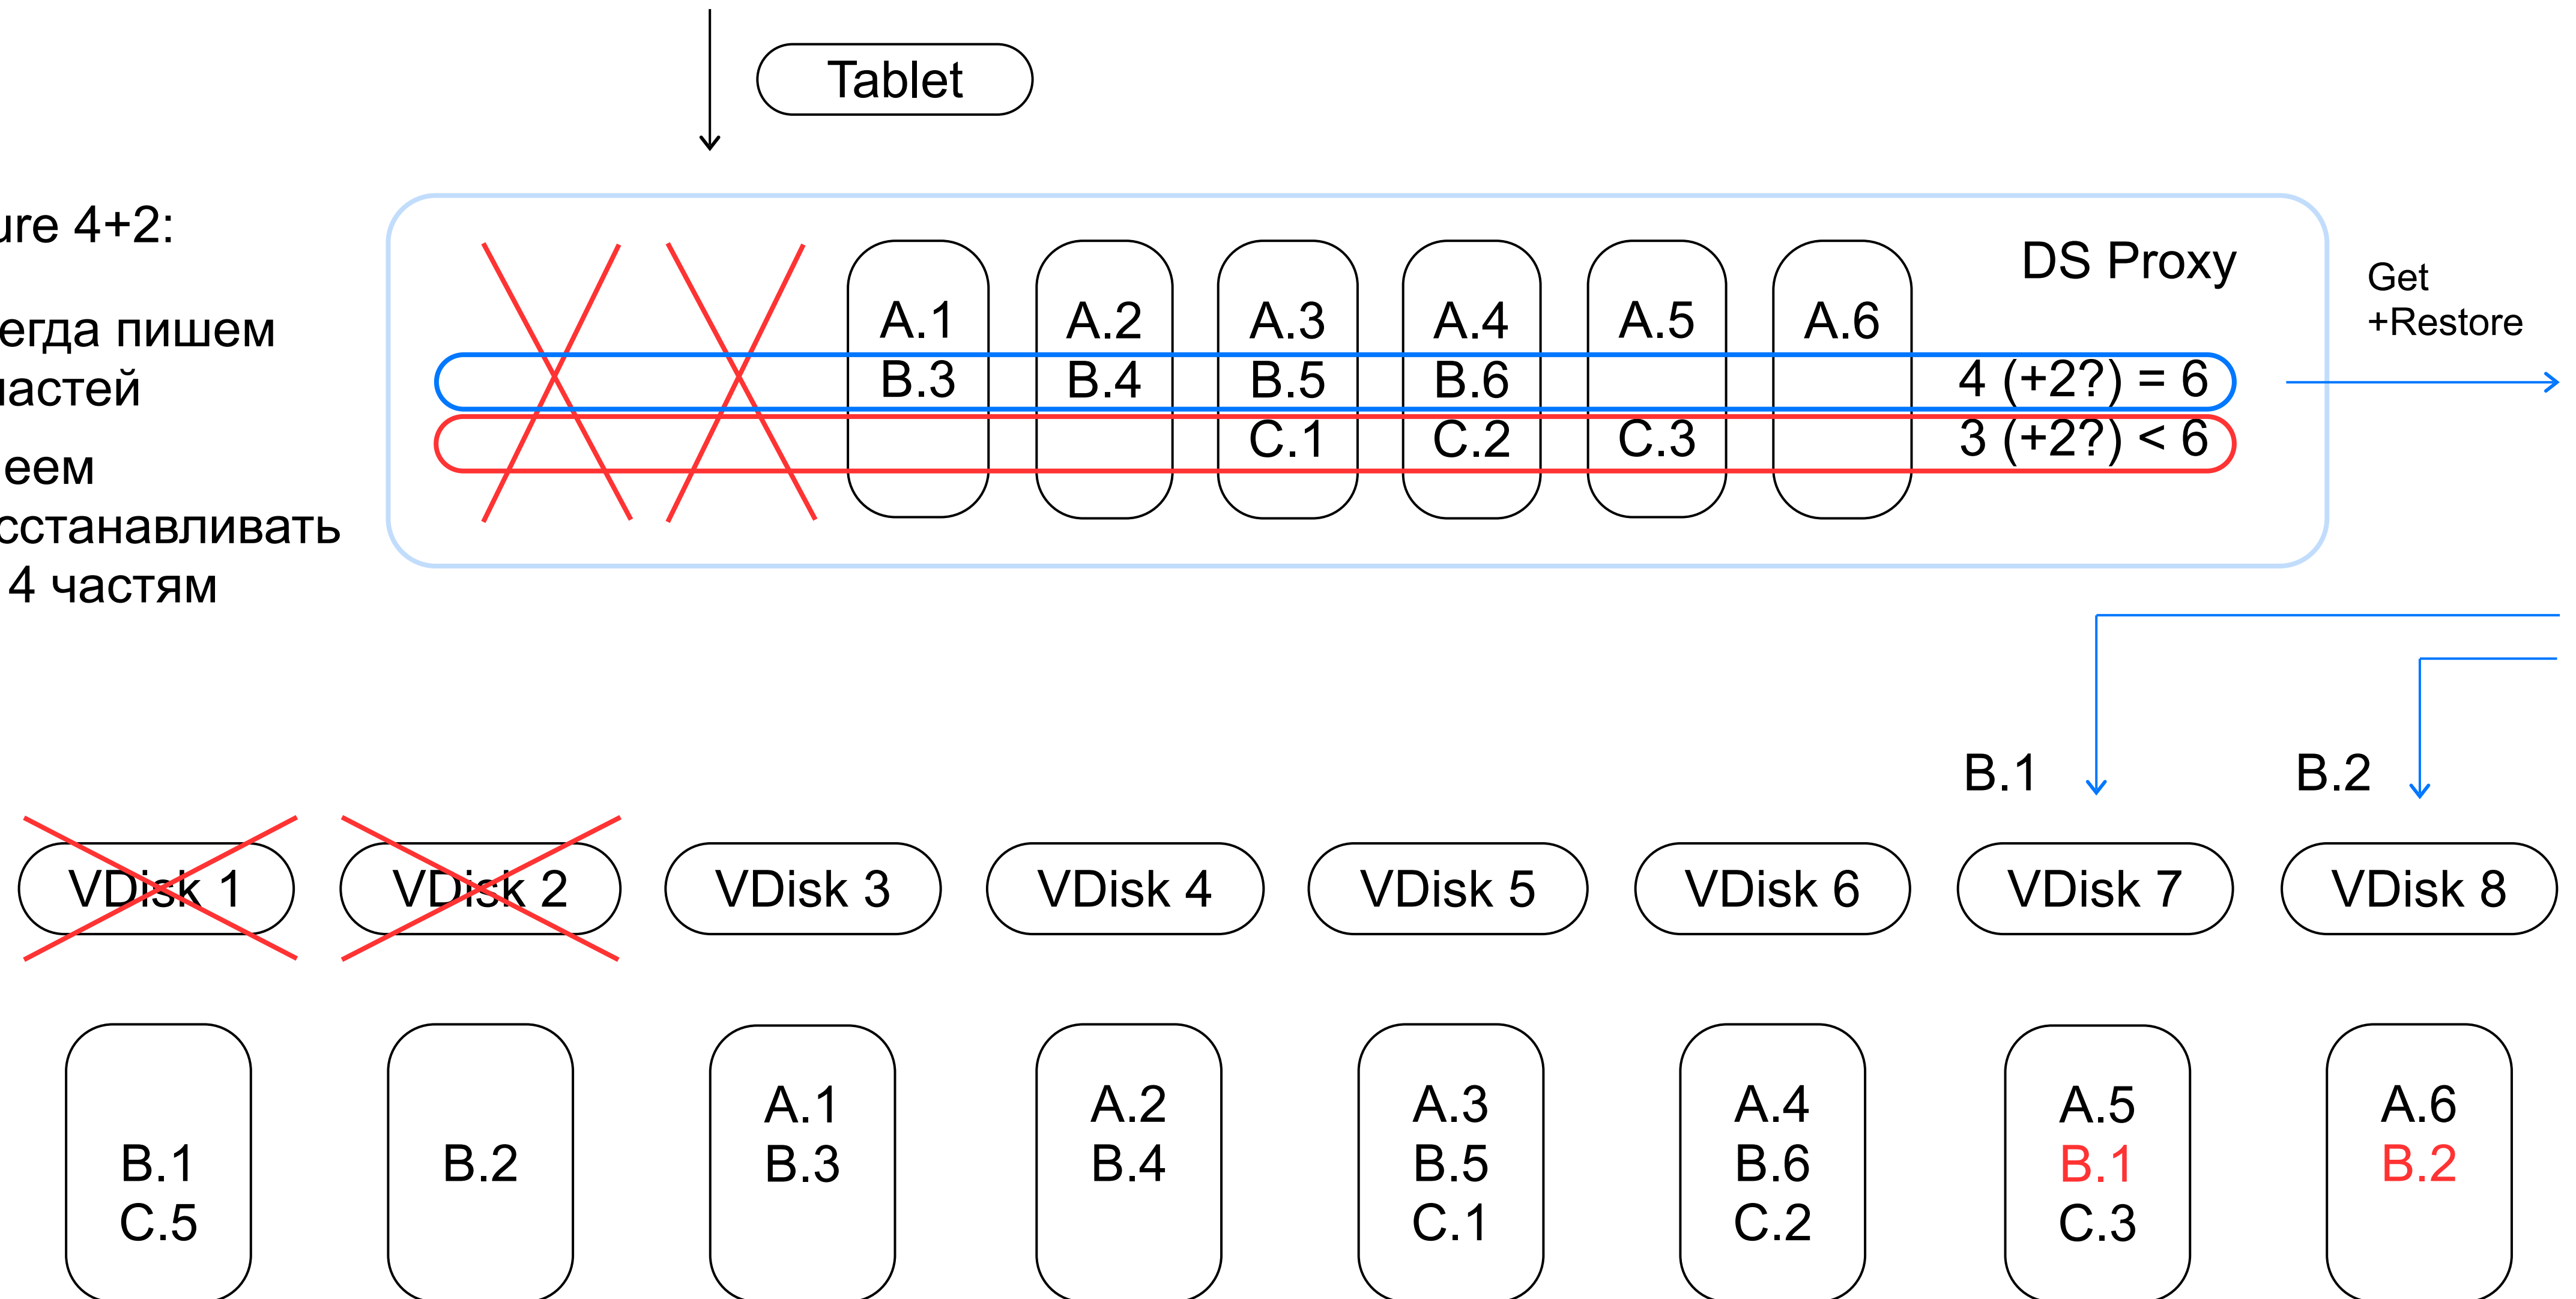 Tablet
ure 4+2:
егда пишем
частей
еем
сстанавливать
4 частям
DS Proxy
A.1 A.2 A.3 A.4 A.5 A.6
B.3 B.4 B.5 B.6 4 (+2?) = 6
C.1 C.2 C.3 3 (+2?) < 6
Get
+Restore
B.1 B.2
VDisk 1 VDisk 2 VDisk 3 VDisk 4 VDisk 5 VDisk 6 VDisk 7 VDisk 8
A.1 A.2 A.3 A.4 A.5 A.6
B.1 B.2 B.3 B.4 B.5 B.6 B.1 B.2
C.5 C.1 C.2 C.3